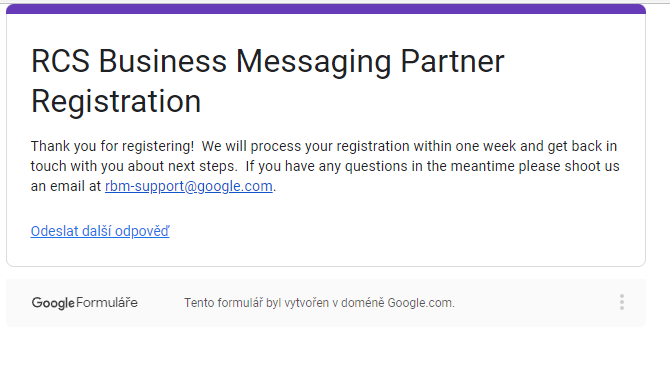 RCS Business Messaging Partner
Registration
Thank you for registering!  We will process your registration within one week and get back in
touch with you about next steps.  If you have any questions in the meantime please shoot us
an email at rbm-support@google.com.
Odeslat další odpověď
Google Formuláře
Tento formulář byl vytvořen v doméně Google.com.